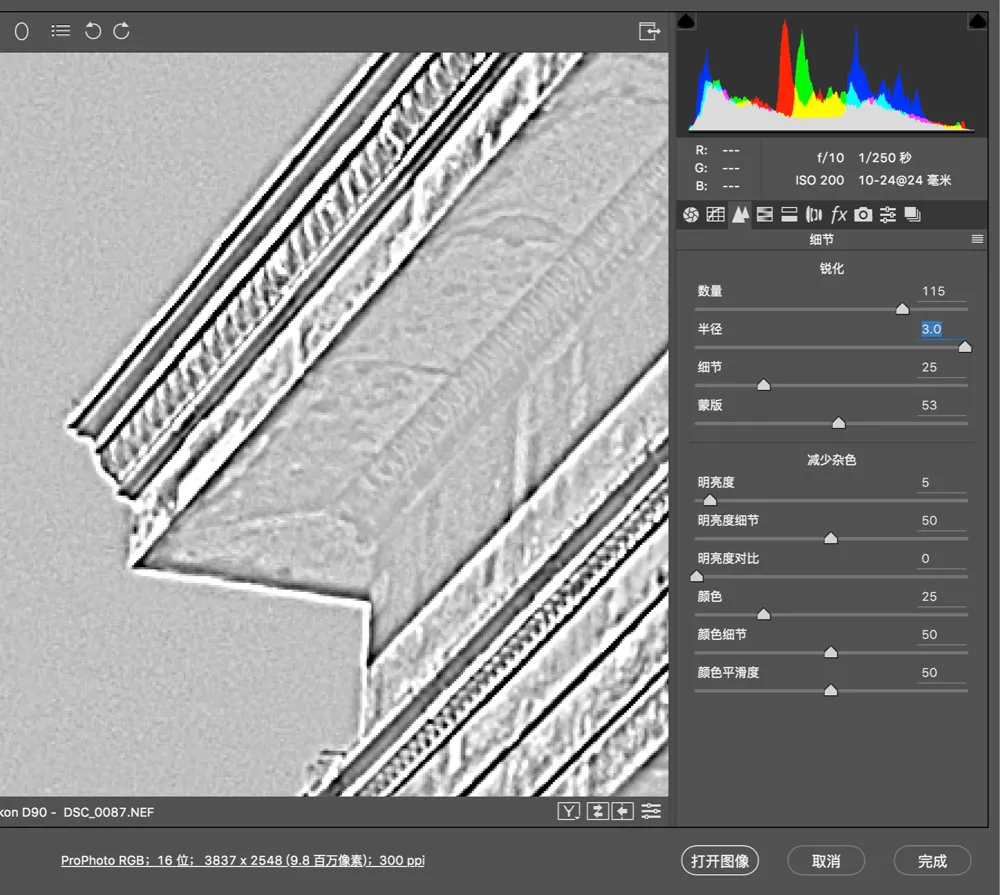 R: ---
G: ---
B: ---
f/10 1/250 秒
ISO 200 10-24@24 毫米
fx
细节
锐化
数量 115
半径 3.0
细节 25
蒙版 53
减少杂色
明亮度 5
明亮度细节 50
明亮度对比 0
颜色 25
颜色细节 50
颜色平滑度 50
kon D90 - DSC_0087.NEF
Y
ProPhoto RGB；16 位； 3837 x 2548 (9.8 百万像素)；300 ppi
打开图像 取消 完成